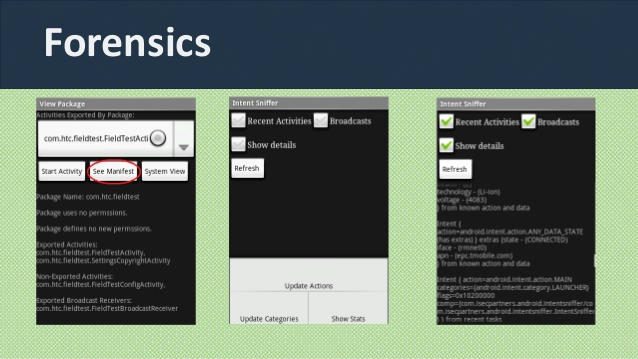 Forensics
View Package
Activities Exported By Package:
com.htc.fieldtest.FieldTestActi
Start Activity
See Manifest
System View
Package Name: com.htc.fieldtest
Package uses no permssions.
Package defines no new permssions.
Exported Activities:
com.htc.fieldtest.FieldTestActivity,
com.htc.fieldtest.SettingsCopyrightActivity
Non-Exported Activities:
com.htc.fieldtest.FieldTestConfigActivity,
Exported Broadcast Receivers:
com.htc.fieldtest.FieldTestBroadcastReceiver
Intent Sniffer
Recent Activities
Broadcasts
Show details
Refresh
Update Actions
Update Categories
Show Stats
Intent Sniffer
Recent Activities
Broadcasts
Show details
Refresh
technology - (Li-ion)
voltage - (4083)
} from known action and data
Intent {
action=android.intent.action.ANY_DATA_STATE
(has extras) } extras (state - (CONNECTED)
iface - (rmnet0)
apn - (epc.tmobile.com)
} from known action and data
Intent { action=android.intent.action.MAIN
categories={android.intent.category.LAUNCHER}
flags=0x10200000
comp={com.isecpartners.android.intentsniffer/co
m.isecpartners.android.intentsniffer.IntentSniffer
} } from recent tasks